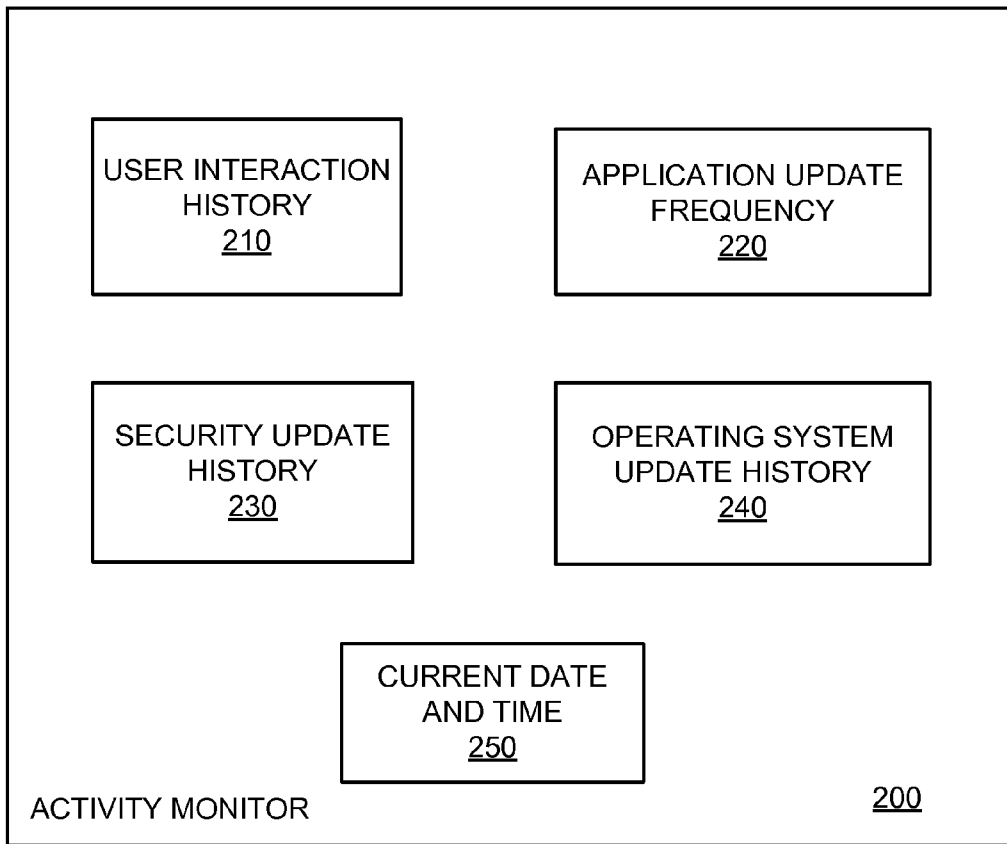 USER INTERACTION
HISTORY
210
APPLICATION UPDATE
FREQUENCY
220
SECURITY UPDATE
HISTORY
230
OPERATING SYSTEM
UPDATE HISTORY
240
CURRENT DATE
AND TIME
250
ACTIVITY MONITOR
200